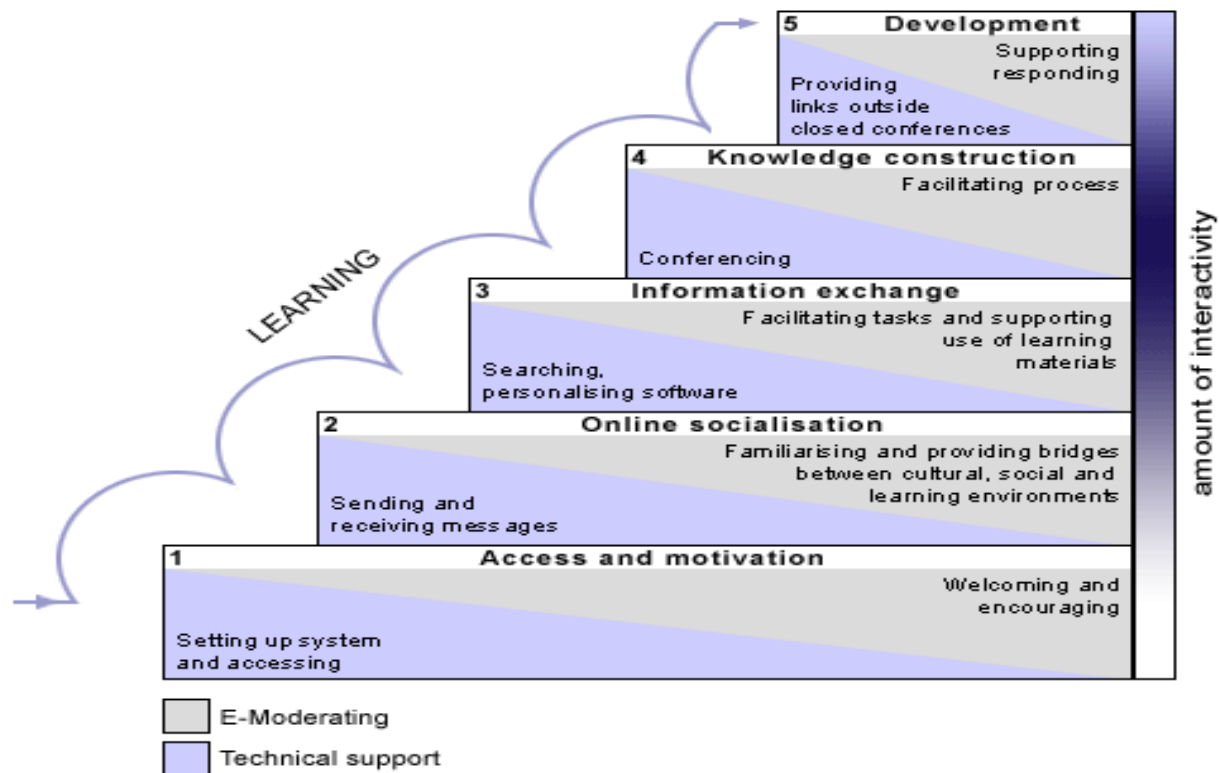 5 Development
Supporting
responding
Providing
links outside
closed conferences
4 Knowledge construction
Facilitating process
Conferencing
3 Information exchange
Facilitating tasks and supporting
use of learning
materials
Searching,
personalising software
2 Online socialisation
Familiarising and providing bridges
between cultural, social and
learning environments
Sending and
receiving messages
1 Access and motivation
Welcoming and
encouraging
Setting up system
and accessing
LEARNING
amount of interactivity
E-Moderating
Technical support